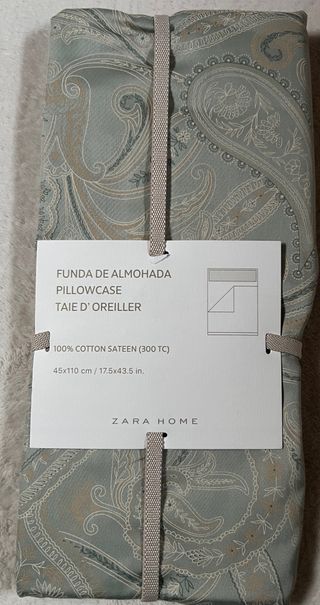 FUNDA DE ALMOHADA
PILLOWCASE
TAIE D' OREILLER
100% COTTON SATEEN (300 TC)
45x110 cm / 17.5x43.5 in.
ZARA HOME